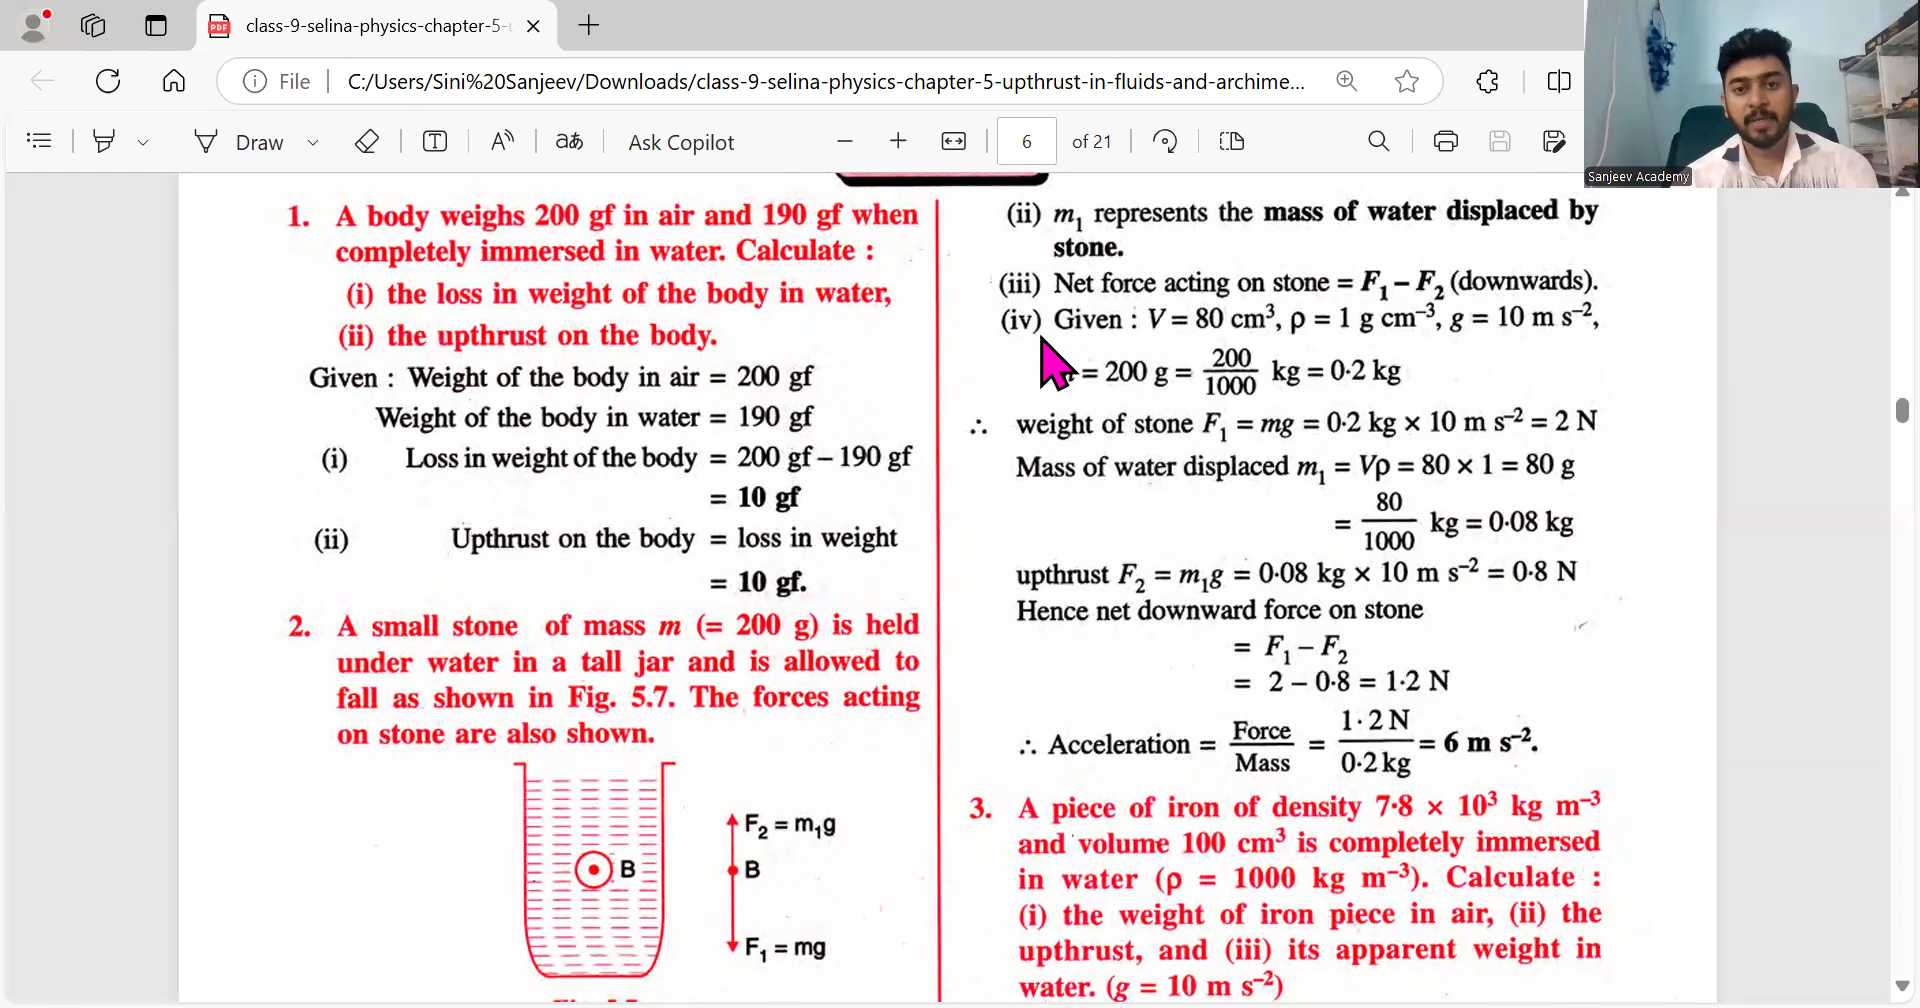 class-9-selina-physics-chapter-5-
File
C:/Users/Sini%20Sanjeev/Downloads/class-9-selina-physics-chapter-5-upthrust-in-fluids-and-archime...
Draw
Ask Copilot
6 of 21
Sanjeev Academy
1. A body weighs 200 gf in air and 190 gf when
completely immersed in water. Calculate :
(i) the loss in weight of the body in water,
(ii) the upthrust on the body.
Given : Weight of the body in air = 200 gf
Weight of the body in water = 190 gf
(i) Loss in weight of the body = 200 gf – 190 gf
= 10 gf
(ii) Upthrust on the body = loss in weight
= 10 gf.
2. A small stone of mass m (= 200 g) is held
under water in a tall jar and is allowed to
fall as shown in Fig. 5.7. The forces acting
on stone are also shown.
B
F₂ = m₁g
B
F₁ = mg
(ii) m₁ represents the mass of water displaced by
stone.
(iii) Net force acting on stone = F₁ – F₂ (downwards).
(iv) Given : V = 80 cm³, ρ = 1 g cm⁻³, g = 10 m s⁻²,
= 200 g = 200/1000 kg = 0·2 kg
∴ weight of stone F₁ = mg = 0·2 kg × 10 m s⁻² = 2 N
Mass of water displaced m₁ = Vρ = 80 × 1 = 80 g
= 80/1000 kg = 0·08 kg
upthrust F₂ = m₁g = 0·08 kg × 10 m s⁻² = 0·8 N
Hence net downward force on stone
= F₁ – F₂
= 2 – 0·8 = 1·2 N
∴ Acceleration = Force/Mass = 1·2 N/0·2 kg = 6 m s⁻².
3. A piece of iron of density 7·8 × 10³ kg m⁻³
and volume 100 cm³ is completely immersed
in water (ρ = 1000 kg m⁻³). Calculate :
(i) the weight of iron piece in air, (ii) the
upthrust, and (iii) its apparent weight in
water. (g = 10 m s⁻²)